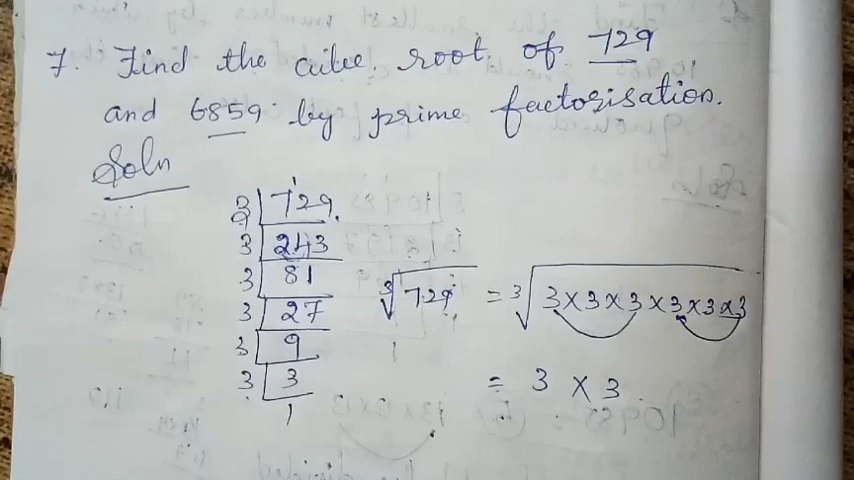 7. Find the cube root of 729
and 6859 by prime factorisation.
Soln
3 | 729
3 | 243
3 | 81
3 | 27
3 | 9
3 | 3
1
∛729 = ∛3×3×3×3×3×3
= 3 × 3